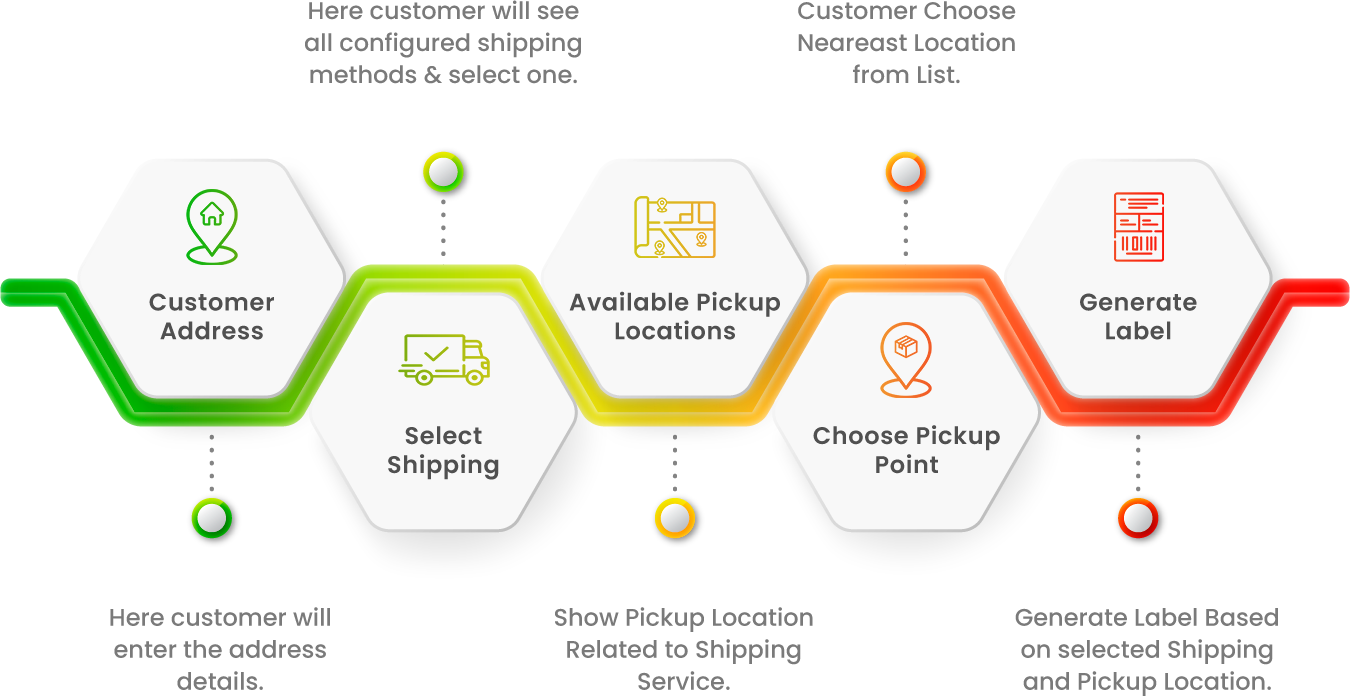 Here customer will see
all configured shipping
methods & select one.
Customer Choose
Neareast Location
from List.
Customer
Address
Select
Shipping
Available Pickup
Locations
Choose Pickup
Point
Generate
Label
Here customer will
enter the address
details.
Show Pickup Location
Related to Shipping
Service.
Generate Label Based
on selected Shipping
and Pickup Location.